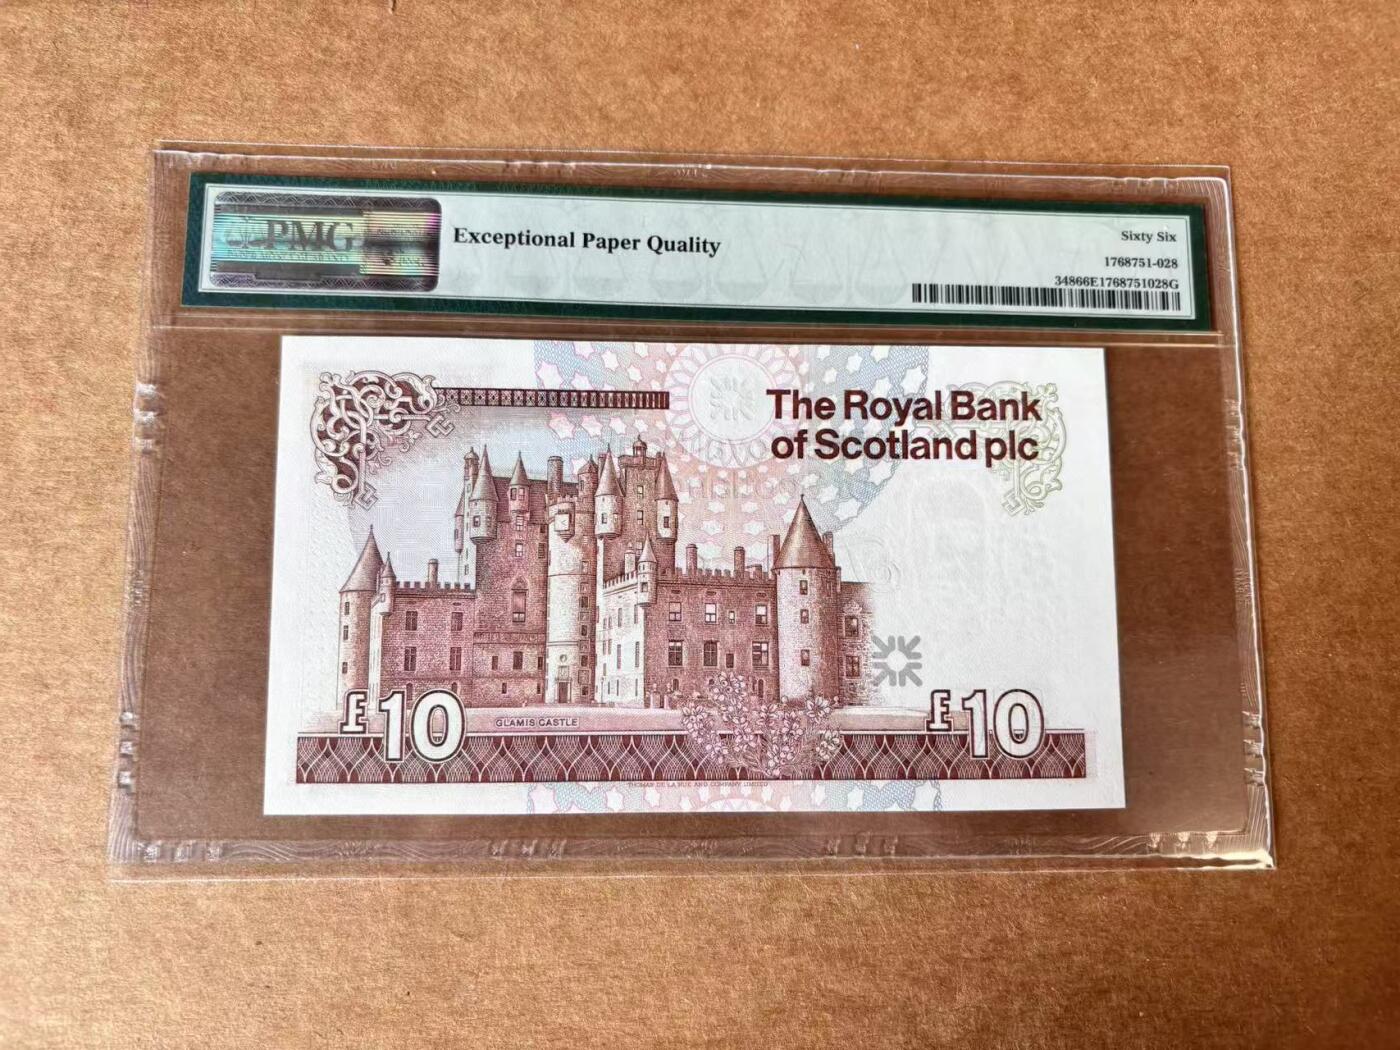 PMG
Exceptional Paper Quality
Sixty Six
1768751-028
34866E1768751028G
The Royal Bank
of Scotland plc
£10
GLAMIS CASTLE
£10
THOMAS DE LA RUE AND COMPANY LIMITED